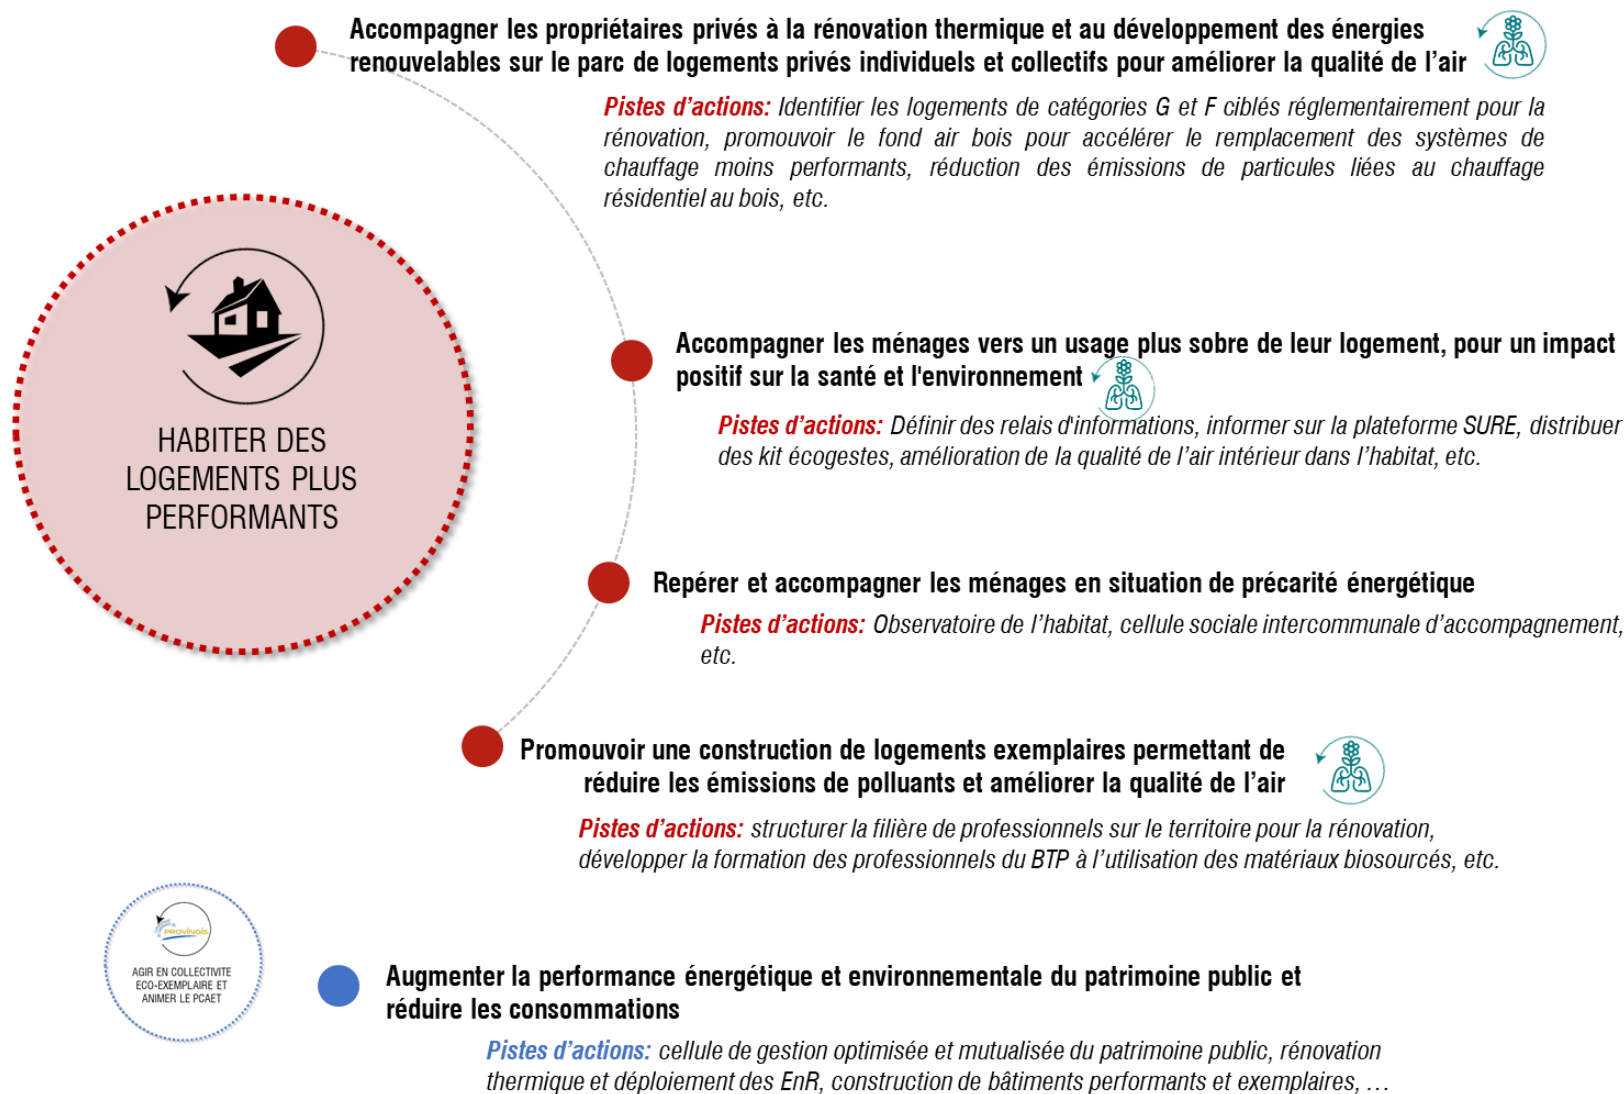 Accompagner les propriétaires privés à la rénovation thermique et au développement des énergies
renouvelables sur le parc de logements privés individuels et collectifs pour améliorer la qualité de l’air
Pistes d’actions: Identifier les logements de catégories G et F ciblés réglementairement pour la
rénovation, promouvoir le fond air bois pour accélérer le remplacement des systèmes de
chauffage moins performants, réduction des émissions de particules liées au chauffage
résidentiel au bois, etc.
HABITER DES
LOGEMENTS PLUS
PERFORMANTS
Accompagner les ménages vers un usage plus sobre de leur logement, pour un impact
positif sur la santé et l'environnement
Pistes d’actions: Définir des relais d'informations, informer sur la plateforme SURE, distribuer
des kit écogestes, amélioration de la qualité de l’air intérieur dans l’habitat, etc.
Repérer et accompagner les ménages en situation de précarité énergétique
Pistes d’actions: Observatoire de l’habitat, cellule sociale intercommunale d’accompagnement,
etc.
Promouvoir une construction de logements exemplaires permettant de
réduire les émissions de polluants et améliorer la qualité de l’air
Pistes d’actions: structurer la filière de professionnels sur le territoire pour la rénovation,
développer la formation des professionnels du BTP à l’utilisation des matériaux biosourcés, etc.
PROVINOIS
AGIR EN COLLECTIVITE
ECO-EXEMPLAIRE ET
ANIMER LE PCAET
Augmenter la performance énergétique et environnementale du patrimoine public et
réduire les consommations
Pistes d’actions: cellule de gestion optimisée et mutualisée du patrimoine public, rénovation
thermique et déploiement des EnR, construction de bâtiments performants et exemplaires, …